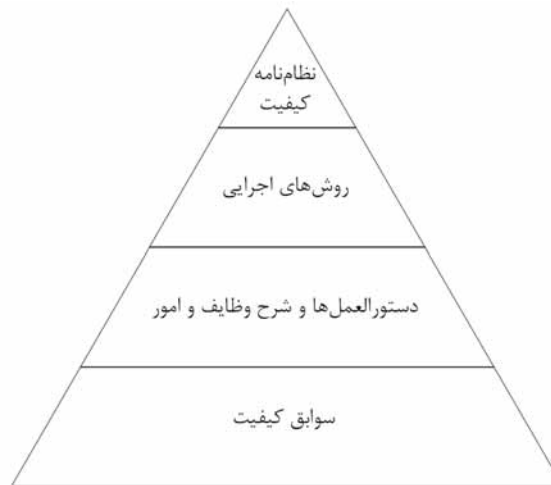 نظام‌نامه
کیفیت
روش‌های اجرایی
دستورالعمل‌ها و شرح وظایف و امور
سوابق کیفیت